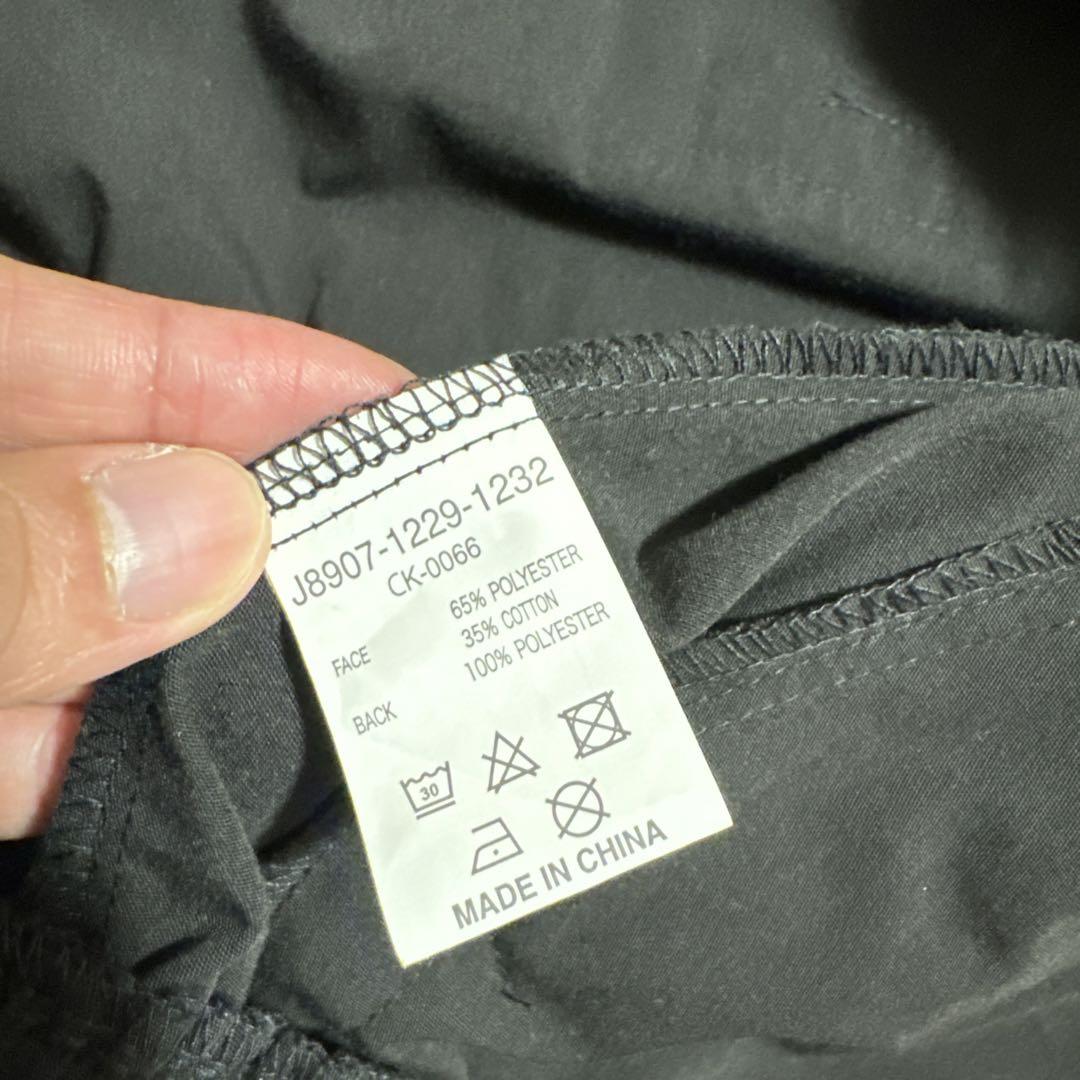 J8907-1229-1232
CK-0066
65% POLYESTER
FACE 35% COTTON
100% POLYESTER
BACK
30
MADE IN CHINA